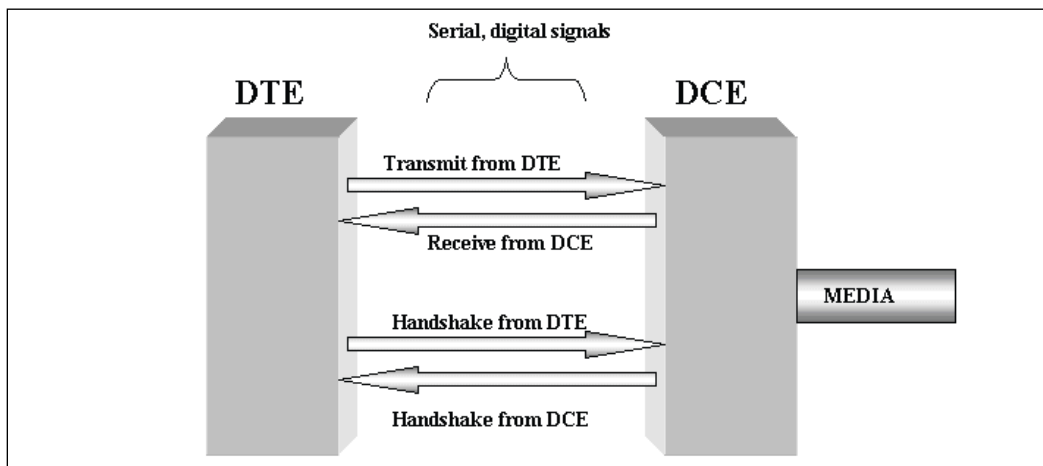 Serial, digital signals
DTE
DCE
Transmit from DTE
Receive from DCE
MEDIA
Handshake from DTE
Handshake from DCE